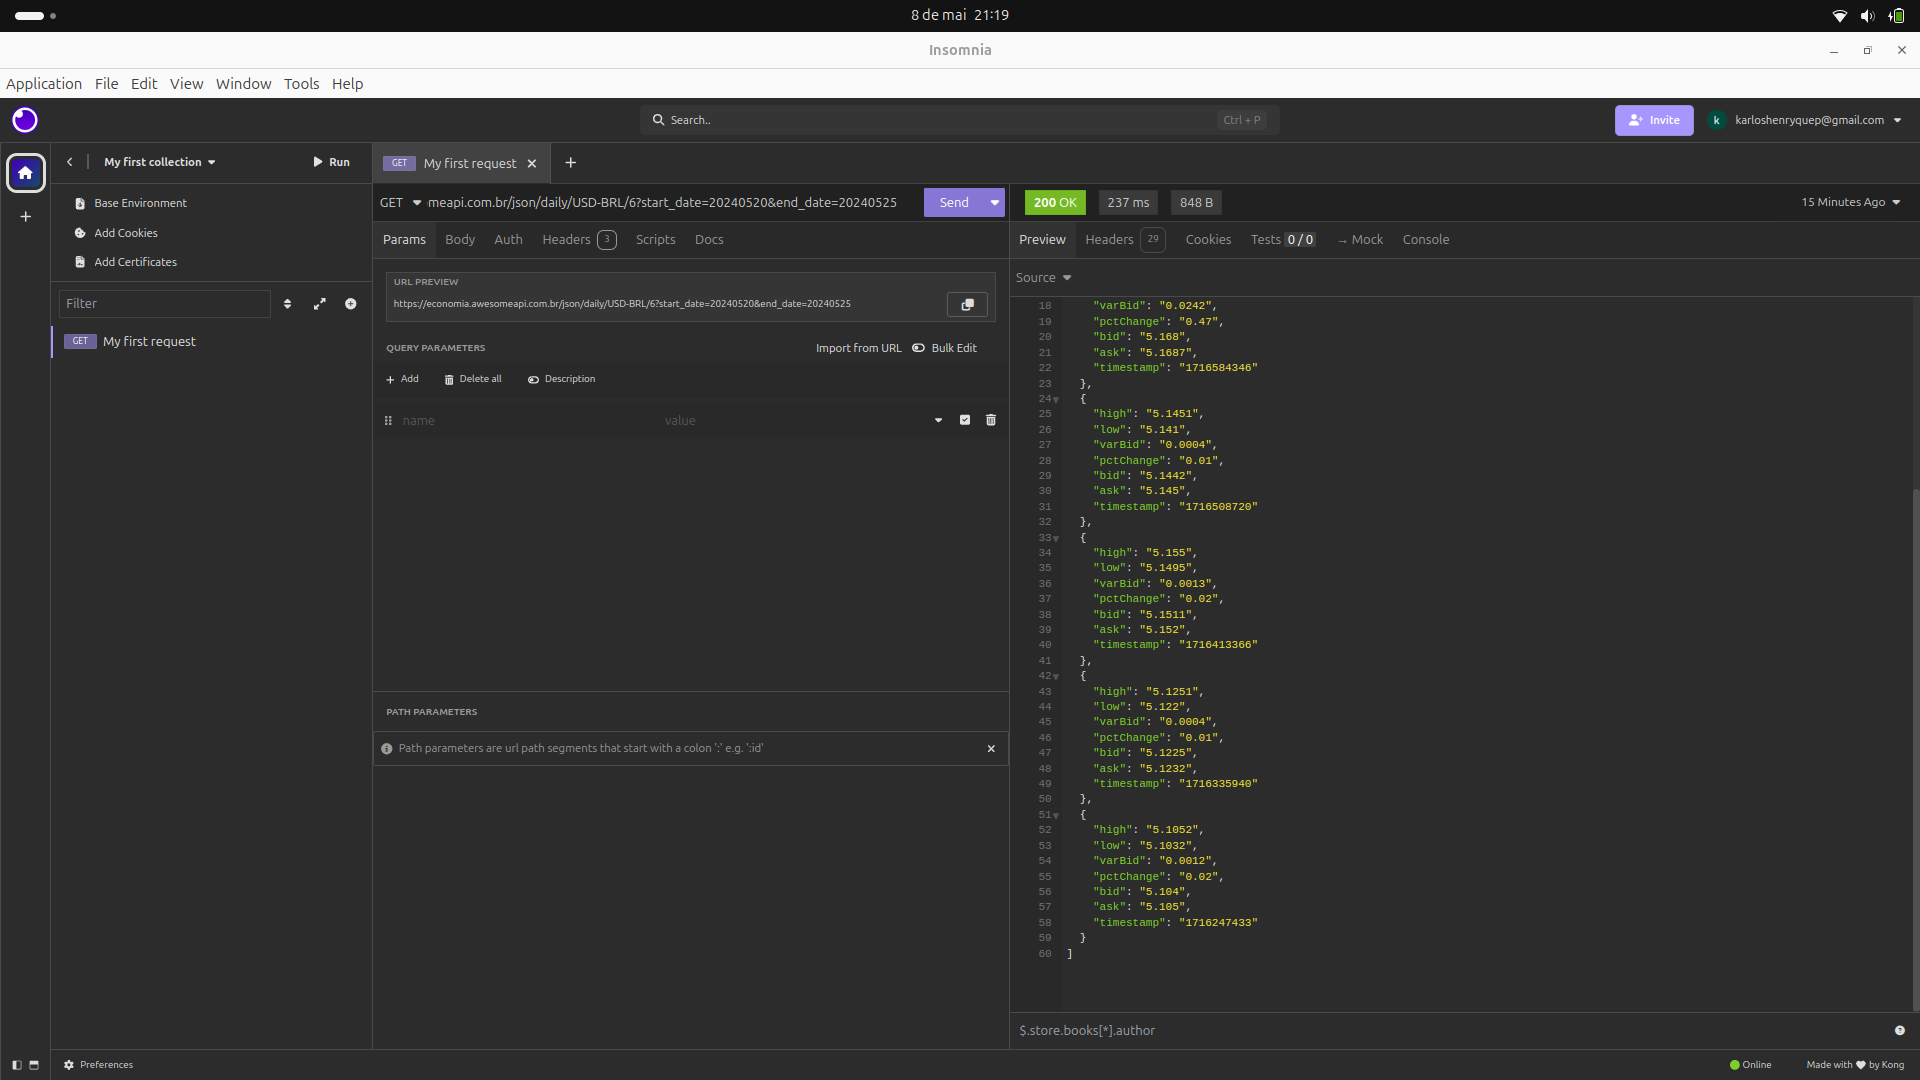 8 de mai 21:19
Insomnia
Application File Edit View Window Tools Help
Search.. Ctrl + P
Invite
k karloshenryquep@gmail.com
My first collection
Run
GET My first request
Base Environment
Add Cookies
Add Certificates
Filter
GET My first request
GET meapi.com.br/json/daily/USD-BRL/6?start_date=20240520&end_date=20240525
Send
Params Body Auth Headers 3 Scripts Docs
URL PREVIEW
https://economia.awesomeapi.com.br/json/daily/USD-BRL/6?start_date=20240520&end_date=20240525
QUERY PARAMETERS
Import from URL Bulk Edit
Add Delete all Description
name value
PATH PARAMETERS
Path parameters are url path segments that start with a colon ':' e.g. ':id'
200 OK 237 ms 848 B
15 Minutes Ago
Preview Headers 29 Cookies Tests 0 / 0 → Mock Console
Source
18 "varBid": "0.0242",
19 "pctChange": "0.47",
20 "bid": "5.168",
21 "ask": "5.1687",
22 "timestamp": "1716584346"
23 },
24 {
25 "high": "5.1451",
26 "low": "5.141",
27 "varBid": "0.0004",
28 "pctChange": "0.01",
29 "bid": "5.1442",
30 "ask": "5.145",
31 "timestamp": "1716508720"
32 },
33 {
34 "high": "5.155",
35 "low": "5.1495",
36 "varBid": "0.0013",
37 "pctChange": "0.02",
38 "bid": "5.1511",
39 "ask": "5.152",
40 "timestamp": "1716413366"
41 },
42 {
43 "high": "5.1251",
44 "low": "5.122",
45 "varBid": "0.0004",
46 "pctChange": "0.01",
47 "bid": "5.1225",
48 "ask": "5.1232",
49 "timestamp": "1716335940"
50 },
51 {
52 "high": "5.1052",
53 "low": "5.1032",
54 "varBid": "0.0012",
55 "pctChange": "0.02",
56 "bid": "5.104",
57 "ask": "5.105",
58 "timestamp": "1716247433"
59 }
60 ]
$.store.books[*].author
Preferences
Online
Made with ♥ by Kong